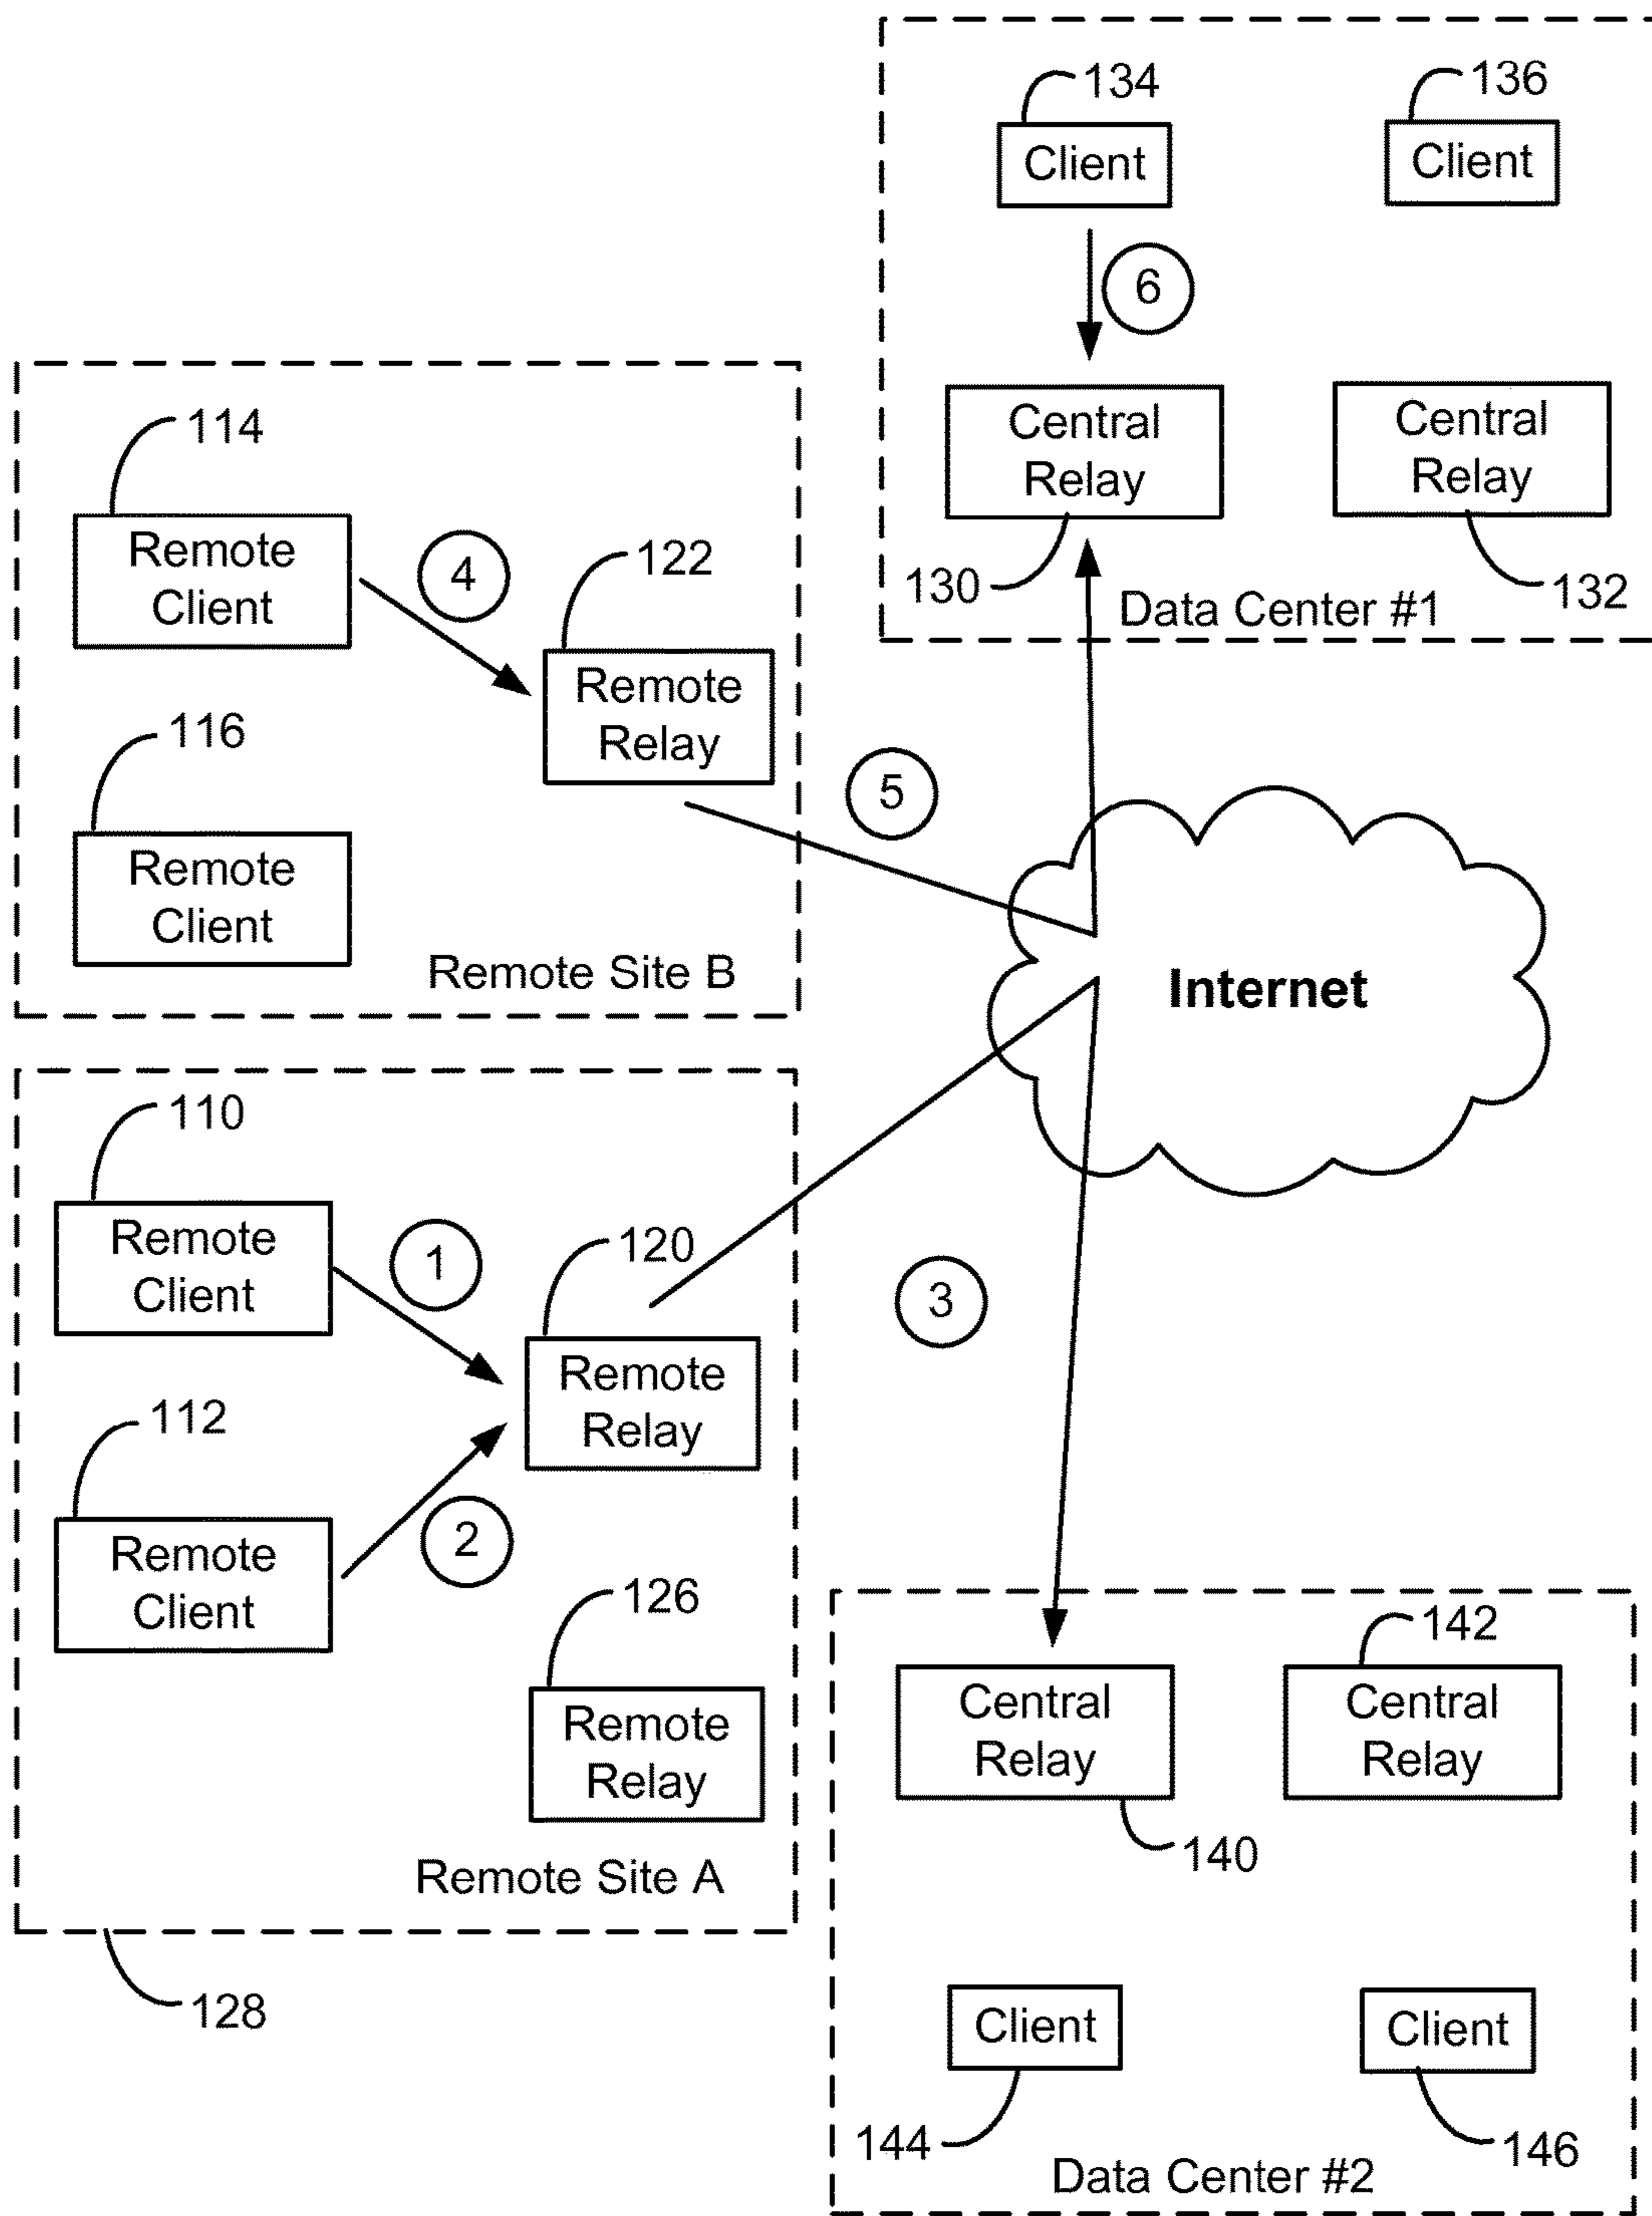 134
136
Client
Client
6
Central
Relay
Central
Relay
130
132
Data Center #1
114
Remote
Client
4
122
Remote
Relay
116
Remote
Client
Remote Site B
5
Internet
110
Remote
Client
1
120
Remote
Relay
112
Remote
Client
2
126
Remote
Relay
Remote Site A
128
3
142
Central
Relay
Central
Relay
140
Client
Client
144
146
Data Center #2